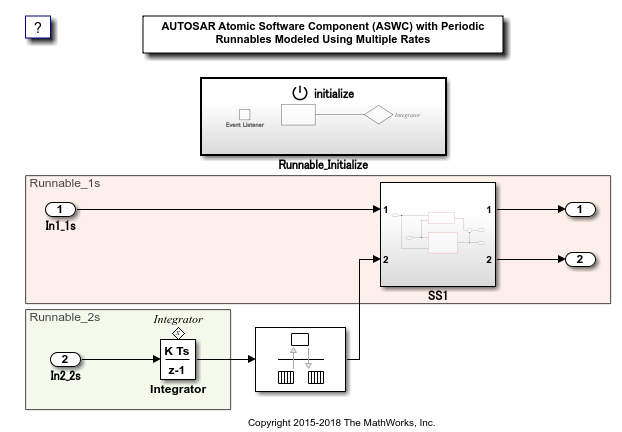 ?
AUTOSAR Atomic Software Component (ASWC) with Periodic
Runnables Modeled Using Multiple Rates
initialize
Event Listener
Integrator
Runnable_Initialize
Runnable_1s
1
In1_1s
1
2
1
2
SS1
1
2
Runnable_2s
Integrator
x
2
In2_2s
K Ts
z-1
Integrator
Copyright 2015-2018 The MathWorks, Inc.